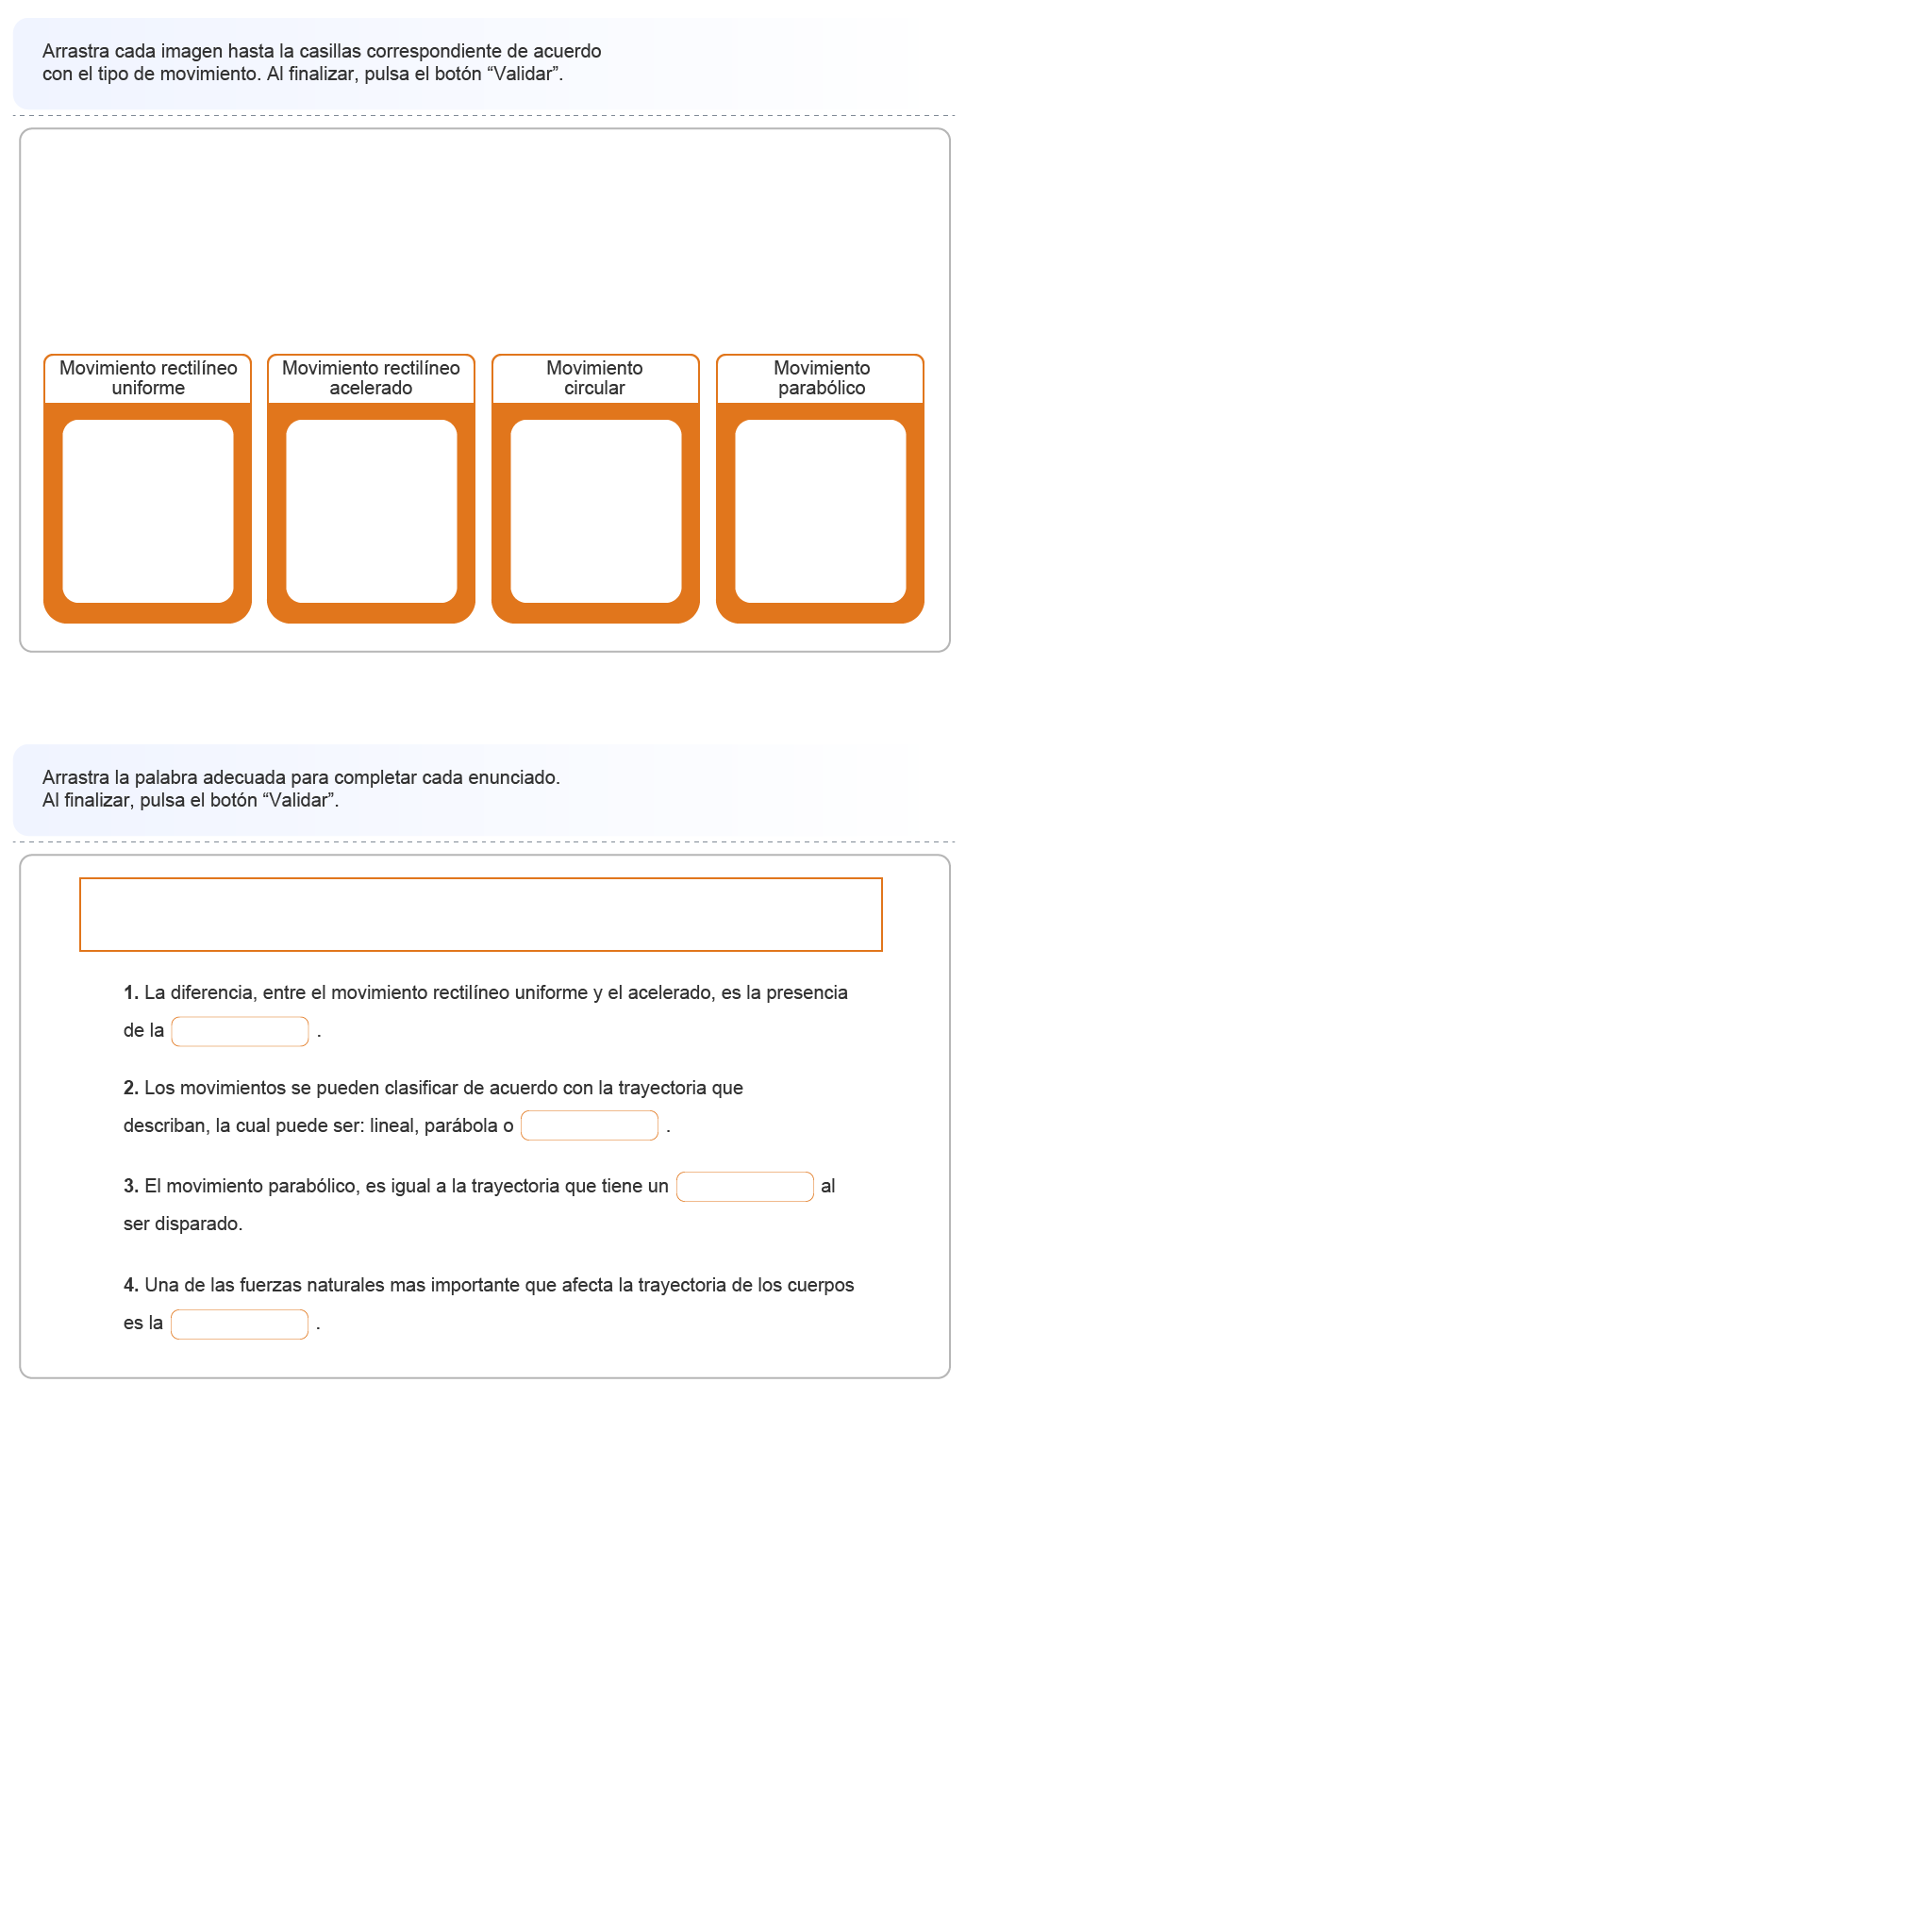 Arrastra cada imagen hasta la casillas correspondiente de acuerdo
con el tipo de movimiento. Al finalizar, pulsa el botón “Validar”.
Movimiento rectilíneo
uniforme
Movimiento rectilíneo
acelerado
Movimiento
circular
Movimiento
parabólico
Arrastra la palabra adecuada para completar cada enunciado.
Al finalizar, pulsa el botón “Validar”.
1. La diferencia, entre el movimiento rectilíneo uniforme y el acelerado, es la presencia
de la .
2. Los movimientos se pueden clasificar de acuerdo con la trayectoria que
describan, la cual puede ser: lineal, parábola o .
3. El movimiento parabólico, es igual a la trayectoria que tiene un al
ser disparado.
4. Una de las fuerzas naturales mas importante que afecta la trayectoria de los cuerpos
es la .